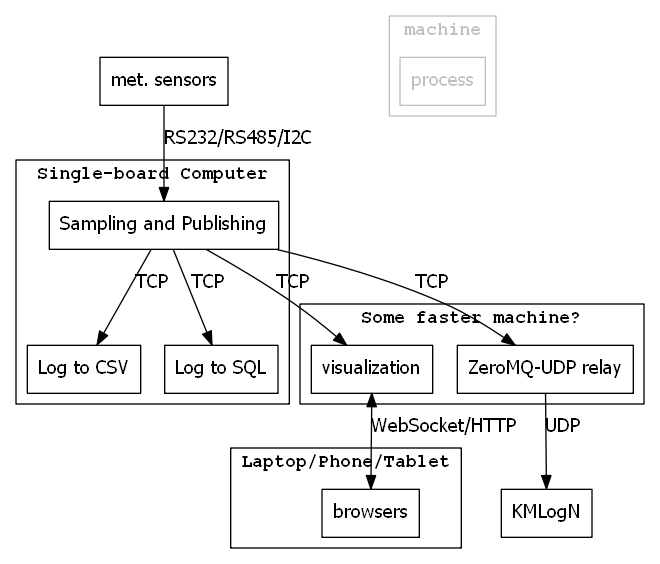 machine
process
met. sensors
RS232/RS485/I2C
Single-board Computer
Sampling and Publishing
TCP
TCP
TCP
TCP
Some faster machine?
Log to CSV
Log to SQL
visualization
ZeroMQ-UDP relay
WebSocket/HTTP
UDP
Laptop/Phone/Tablet
browsers
KMLogN